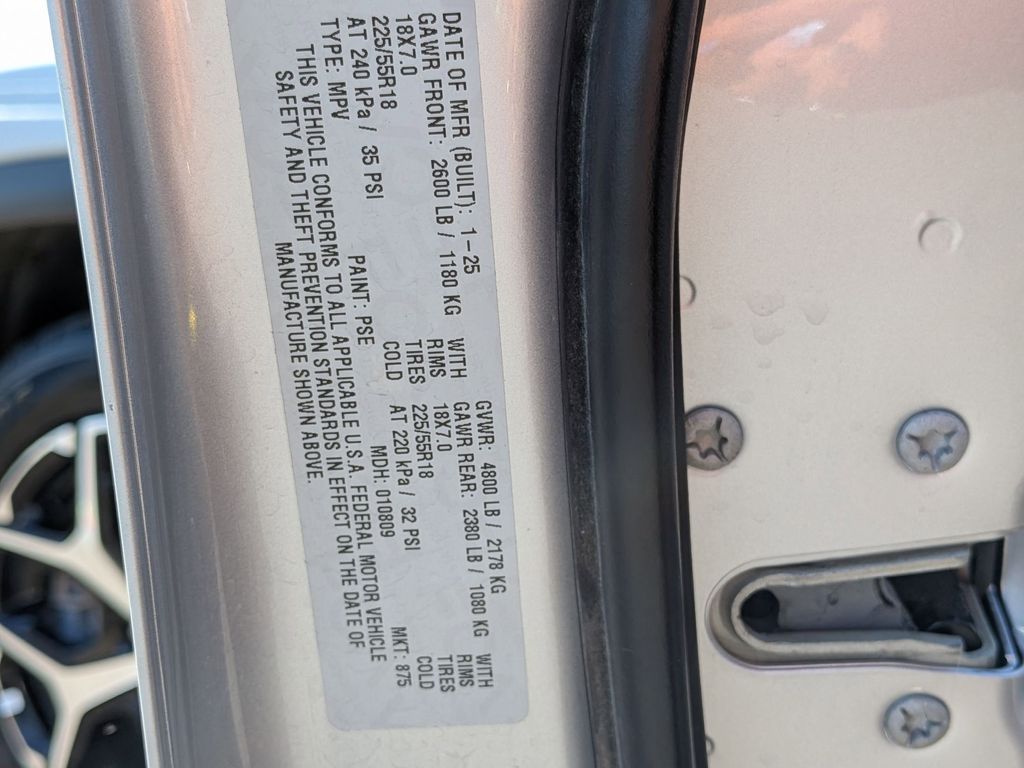 DATE OF MFR (BUILT): 1-25 GVWR: 4800 LB / 2178 KG
GAWR FRONT: 2600 LB / 1180 KG WITH GAWR REAR: 2380 LB / 1080 KG WITH
18X7.0 RIMS 18X7.0 RIMS
225/55R18 TIRES 225/55R18 TIRES
AT 240 kPa / 35 PSI COLD AT 220 kPa / 32 PSI COLD
TYPE: MPV PAINT: PSE MDH: 010809 MKT: 875
THIS VEHICLE CONFORMS TO ALL APPLICABLE U.S.A. FEDERAL MOTOR VEHICLE
SAFETY AND THEFT PREVENTION STANDARDS IN EFFECT ON THE DATE OF
MANUFACTURE SHOWN ABOVE.